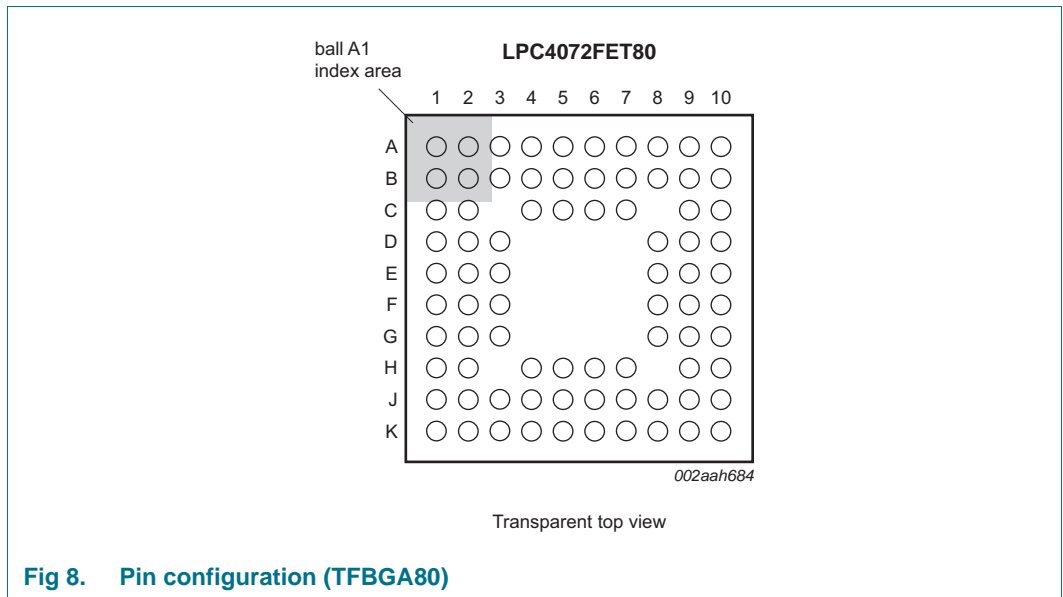 ball A1
index area
LPC4072FET80
1 2 3 4 5 6 7 8 9 10
A
B
C
D
E
F
G
H
J
K
002aah684
Transparent top view
Fig 8. Pin configuration (TFBGA80)